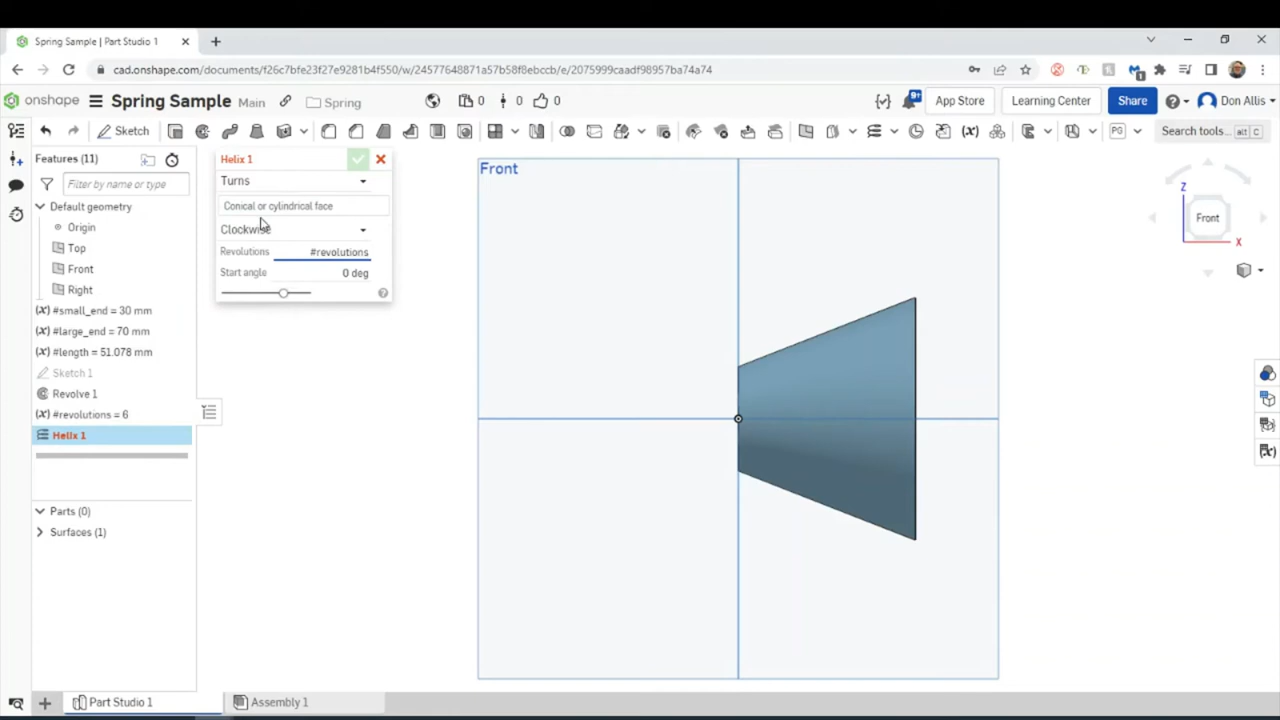 Spring Sample | Part Studio 1
cad.onshape.com/documents/f26c7bfe23f27e9281b4f550/w/24577648871a57b58f8ebccb/e/2075999caadf98957ba74a74
onshape Spring Sample Main Spring 0 0 0 9+ App Store Learning Center Share Don Allis
Sketch PG Search tools... alt C
Features (11)
Filter by name or type
Default geometry
Origin
Top
Front
Right
(x) #small_end = 30 mm
(x) #large_end = 70 mm
(x) #length = 51.078 mm
Sketch 1
Revolve 1
(x) #revolutions = 6
Helix 1
Parts (0)
Surfaces (1)
Helix 1
Turns
Conical or cylindrical face
Clockwise
Revolutions #revolutions
Start angle 0 deg
Front
Z
Front
X
Part Studio 1
Assembly 1